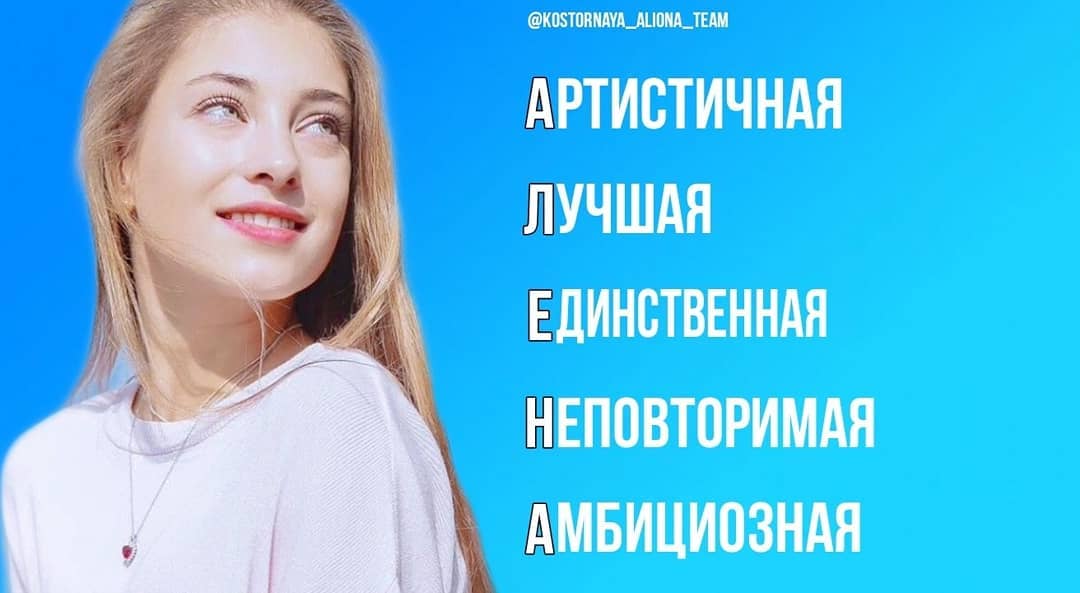 @KOSTORNAYA_ALIONA_TEAM
АРТИСТИЧНАЯ
ЛУЧШАЯ
ЕДИНСТВЕННАЯ
НЕПОВТОРИМАЯ
АМБИЦИОЗНАЯ